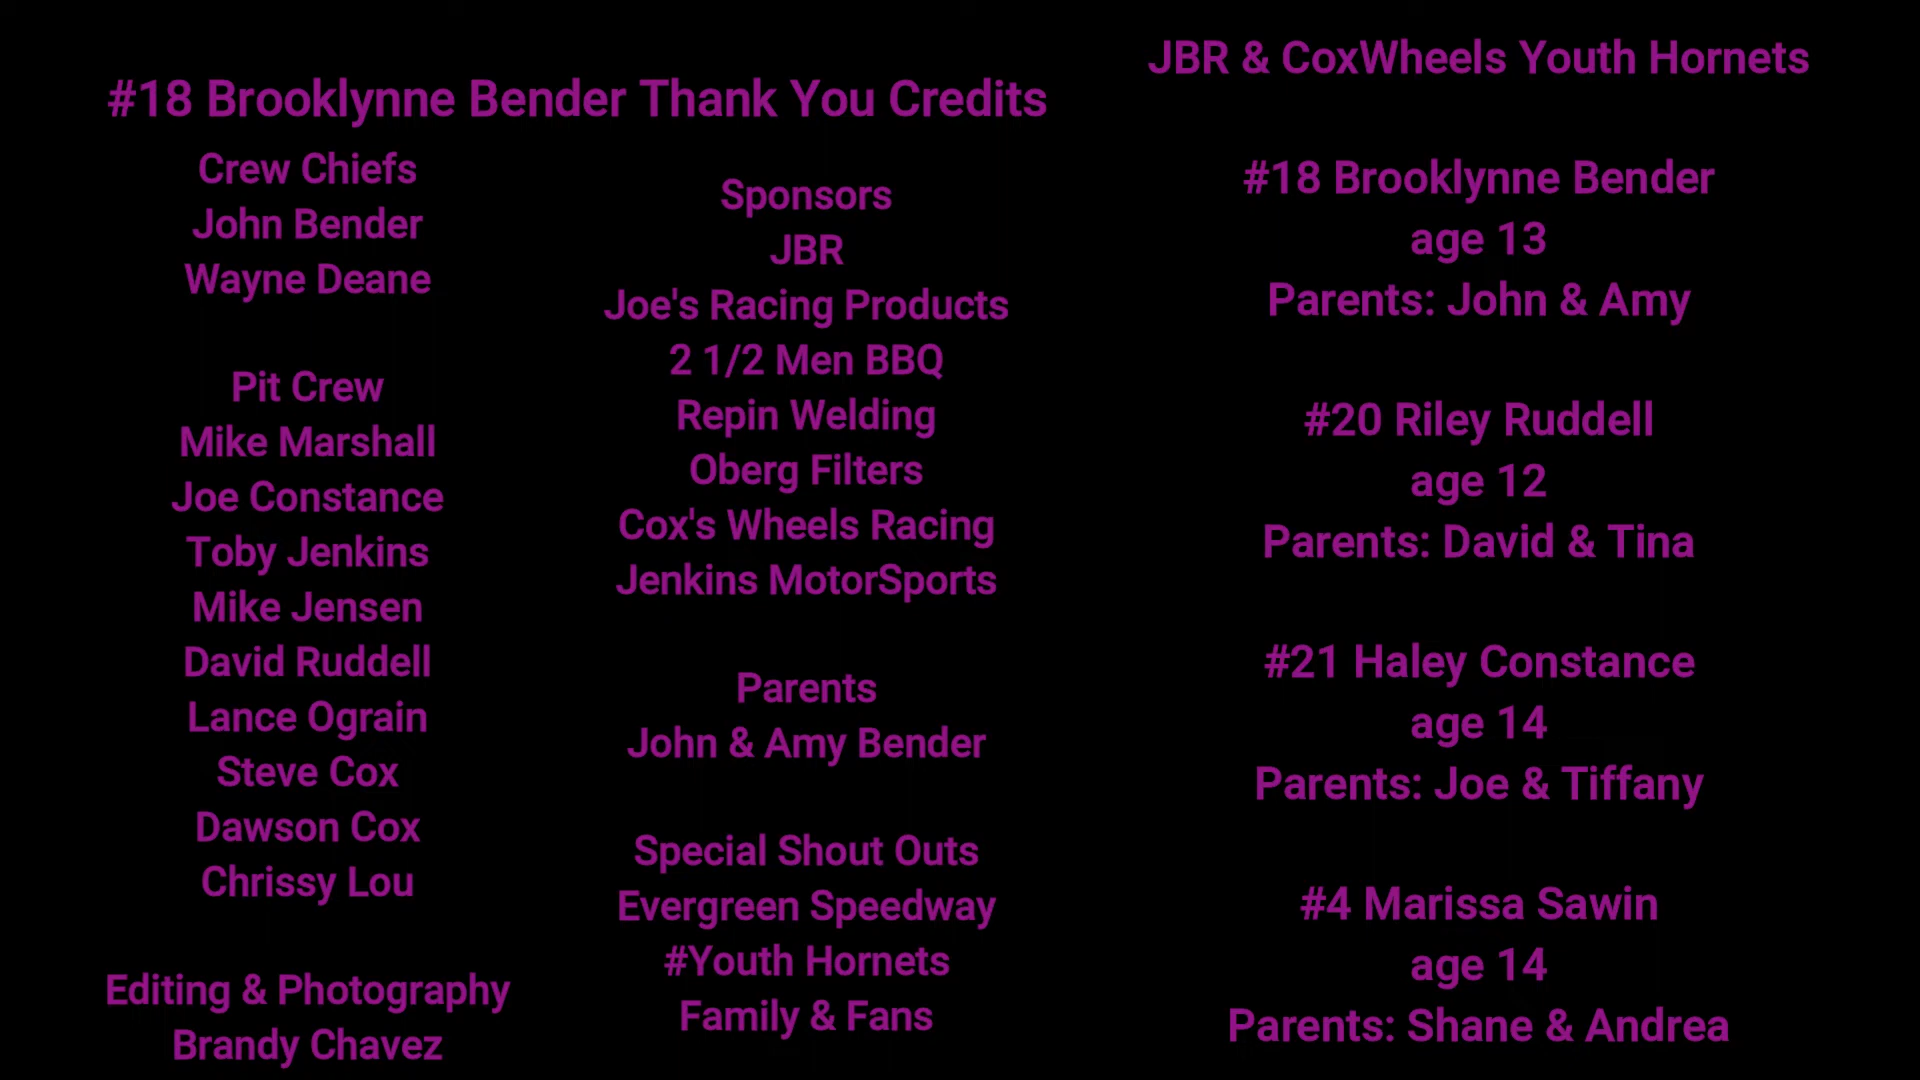 #18 Brooklynne Bender Thank You Credits
Crew Chiefs
John Bender
Wayne Deane
Pit Crew
Mike Marshall
Joe Constance
Toby Jenkins
Mike Jensen
David Ruddell
Lance Ograin
Steve Cox
Dawson Cox
Chrissy Lou
Editing & Photography
Brandy Chavez
Sponsors
JBR
Joe's Racing Products
2 1/2 Men BBQ
Repin Welding
Oberg Filters
Cox's Wheels Racing
Jenkins MotorSports
Parents
John & Amy Bender
Special Shout Outs
Evergreen Speedway
#Youth Hornets
Family & Fans
JBR & CoxWheels Youth Hornets
#18 Brooklynne Bender
age 13
Parents: John & Amy
#20 Riley Ruddell
age 12
Parents: David & Tina
#21 Haley Constance
age 14
Parents: Joe & Tiffany
#4 Marissa Sawin
age 14
Parents: Shane & Andrea